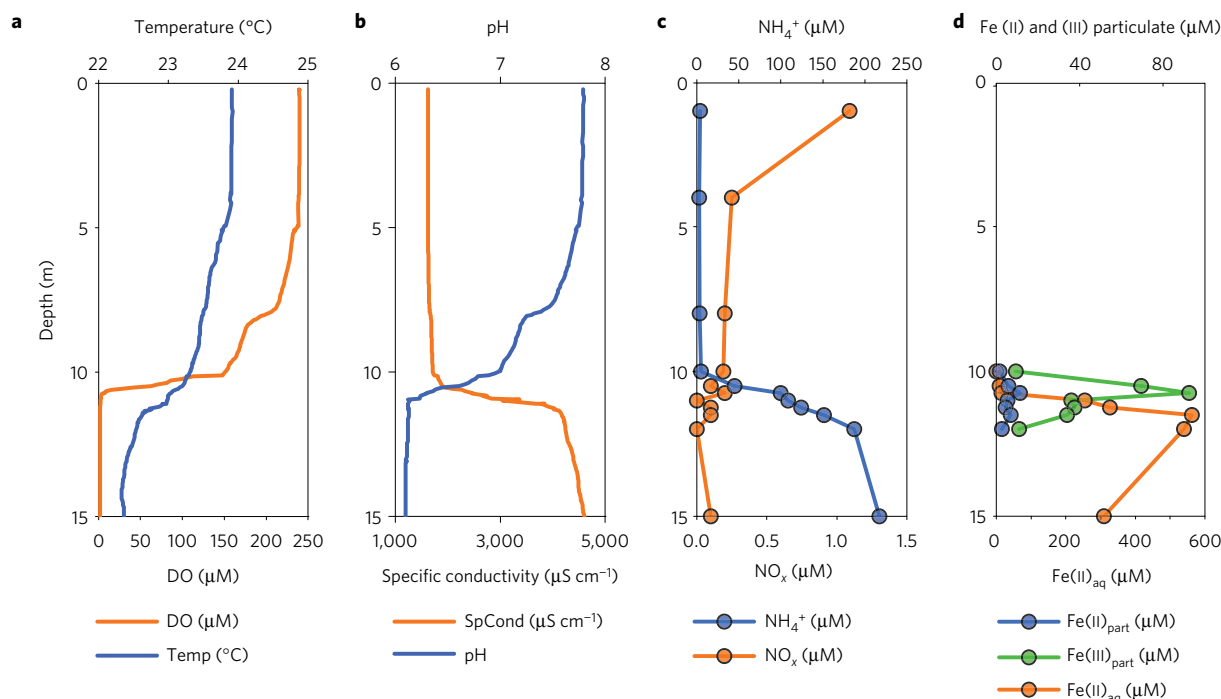 a
Temperature (°C)
22 23 24 25
0
5
10
15
Depth (m)
0 50 100 150 200 250
DO (μM)
DO (μM)
Temp (°C)
b
pH
6 7 8
0
5
10
15
1,000 3,000 5,000
Specific conductivity (μS cm⁻¹)
SpCond (μS cm⁻¹)
pH
c
NH₄⁺ (μM)
0 50 100 150 200 250
0
5
10
15
0.0 0.5 1.0 1.5
NOₓ (μM)
NH₄⁺ (μM)
NOₓ (μM)
d
Fe (II) and (III) particulate (μM)
0 40 80
0
5
10
15
0 200 400 600
Fe(II)aq (μM)
Fe(II)part (μM)
Fe(III)part (μM)
Fe(II)aq (μM)